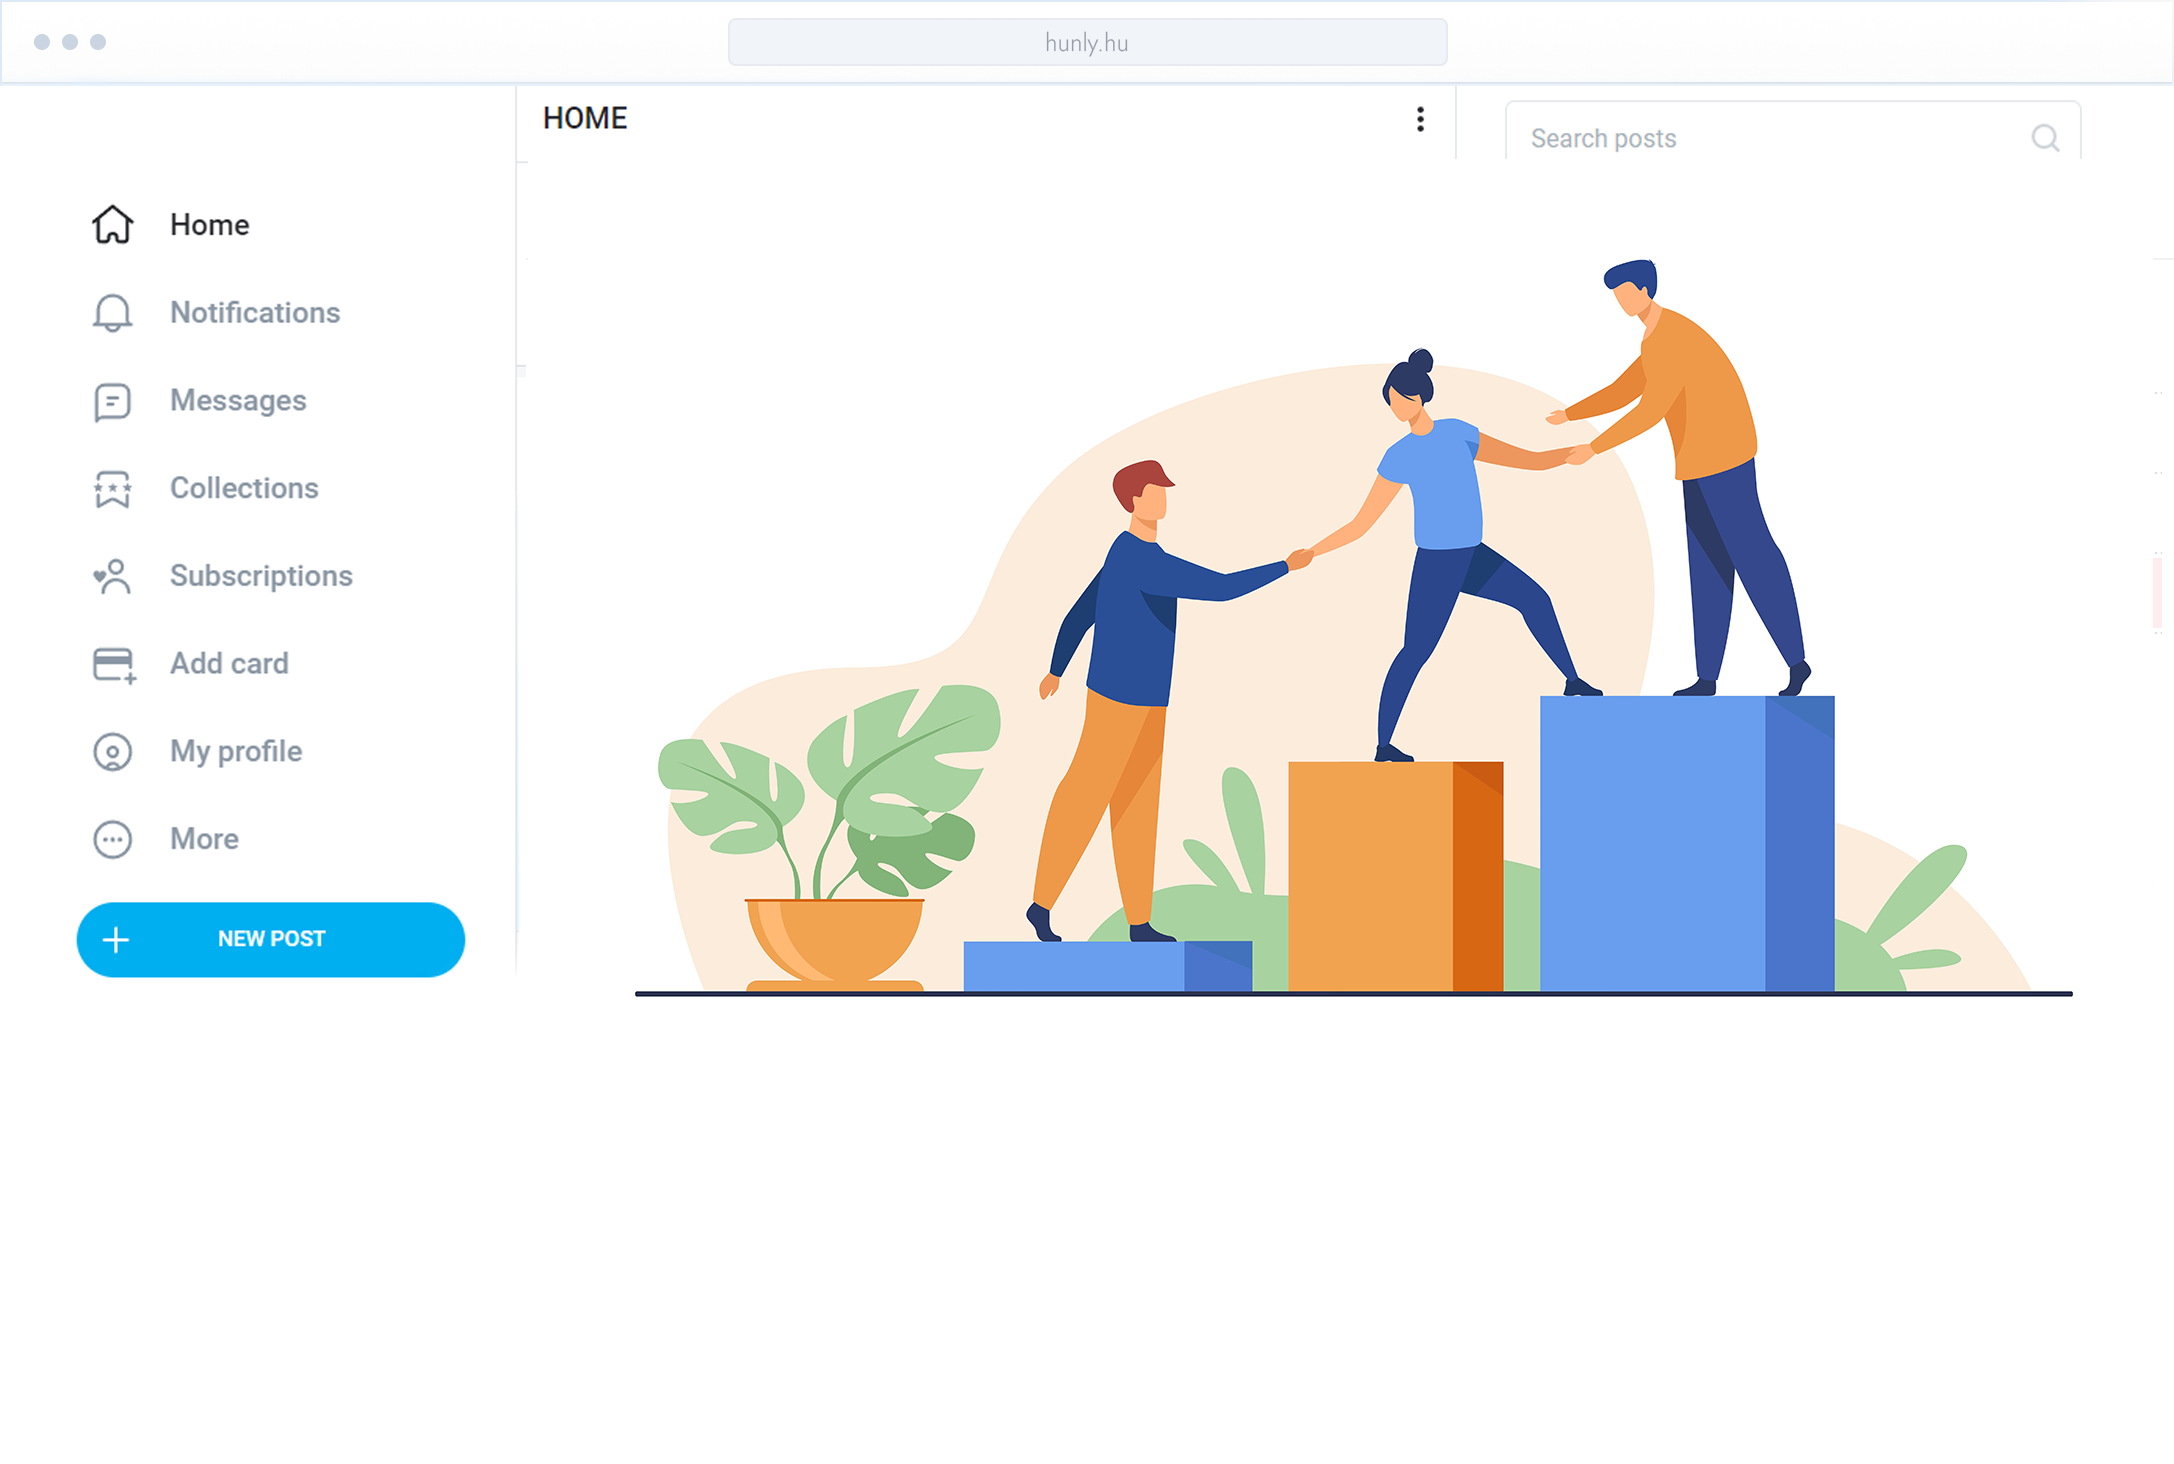 hunly.hu
HOME
Search posts
Home
Notifications
Messages
Collections
Subscriptions
Add card
My profile
More
NEW POST